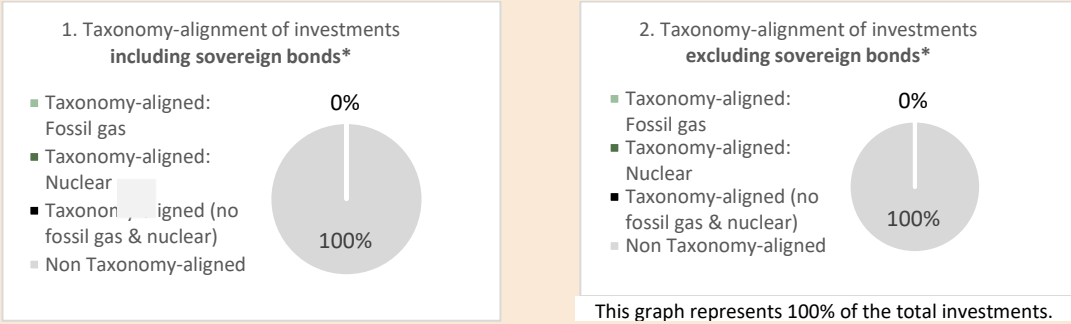 1. Taxonomy-alignment of investments
including sovereign bonds*
Taxonomy-aligned:
Fossil gas
Taxonomy-aligned:
Nuclear
(no
fossil gas & nuclear)
Non Taxonomy-aligned
0%
100%
2. Taxonomy-alignment of investments
excluding sovereign bonds*
Taxonomy-aligned:
Fossil gas
Taxonomy-aligned:
Nuclear
Taxonomy-aligned (no
fossil gas & nuclear)
Non Taxonomy-aligned
0%
100%
This graph represents 100% of the total investments.